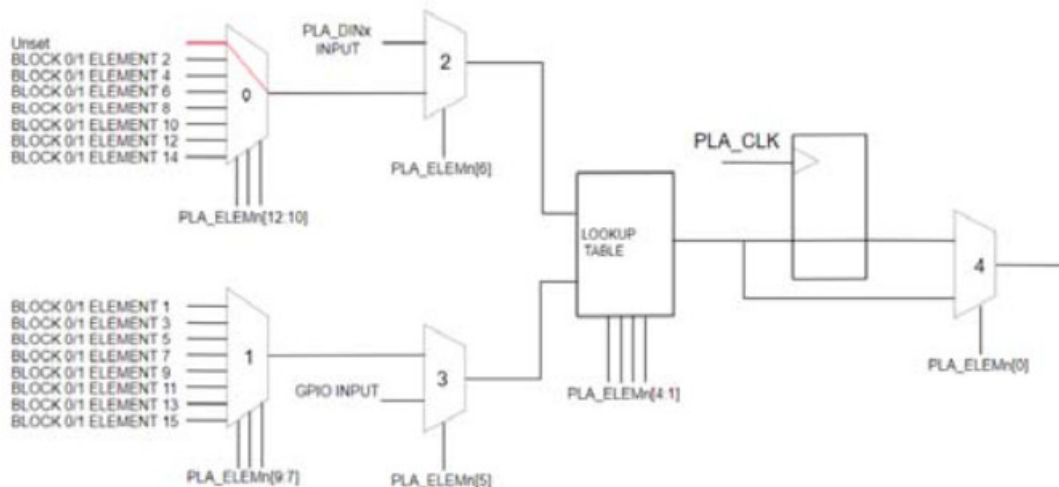 Unset
BLOCK 0/1 ELEMENT 2
BLOCK 0/1 ELEMENT 4
BLOCK 0/1 ELEMENT 6
BLOCK 0/1 ELEMENT 8
BLOCK 0/1 ELEMENT 10
BLOCK 0/1 ELEMENT 12
BLOCK 0/1 ELEMENT 14
0
PLA_ELEMn[12:10]
PLA_DINx
INPUT
2
PLA_ELEMn[6]
BLOCK 0/1 ELEMENT 1
BLOCK 0/1 ELEMENT 3
BLOCK 0/1 ELEMENT 5
BLOCK 0/1 ELEMENT 7
BLOCK 0/1 ELEMENT 9
BLOCK 0/1 ELEMENT 11
BLOCK 0/1 ELEMENT 13
BLOCK 0/1 ELEMENT 15
1
PLA_ELEMn[9:7]
GPIO INPUT
3
PLA_ELEMn[5]
LOOKUP
TABLE
PLA_ELEMn[4:1]
PLA_CLK
4
PLA_ELEMn[0]